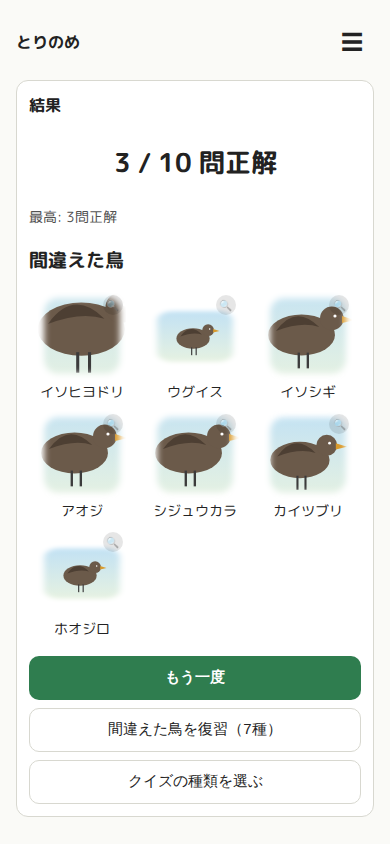 とりのめ
結果
3 / 10 問正解
最高: 3問正解
間違えた鳥
イソヒヨドリ
ウグイス
イソシギ
アオジ
シジュウカラ
カイツブリ
ホオジロ
もう一度
間違えた鳥を復習（7種）
クイズの種類を選ぶ